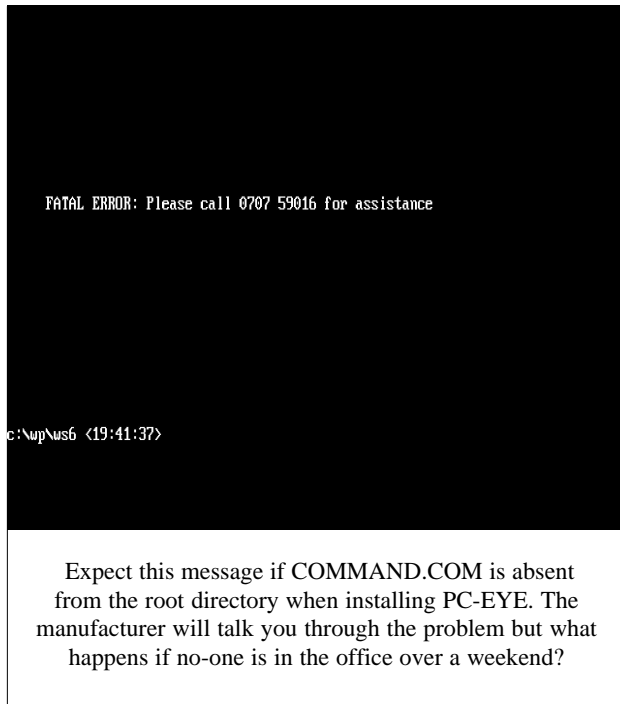 FATAL ERROR: Please call 0707 59016 for assistance
c:\wp\ws6 <19:41:37>
Expect this message if COMMAND.COM is absent
from the root directory when installing PC-EYE. The
manufacturer will talk you through the problem but what
happens if no-one is in the office over a weekend?